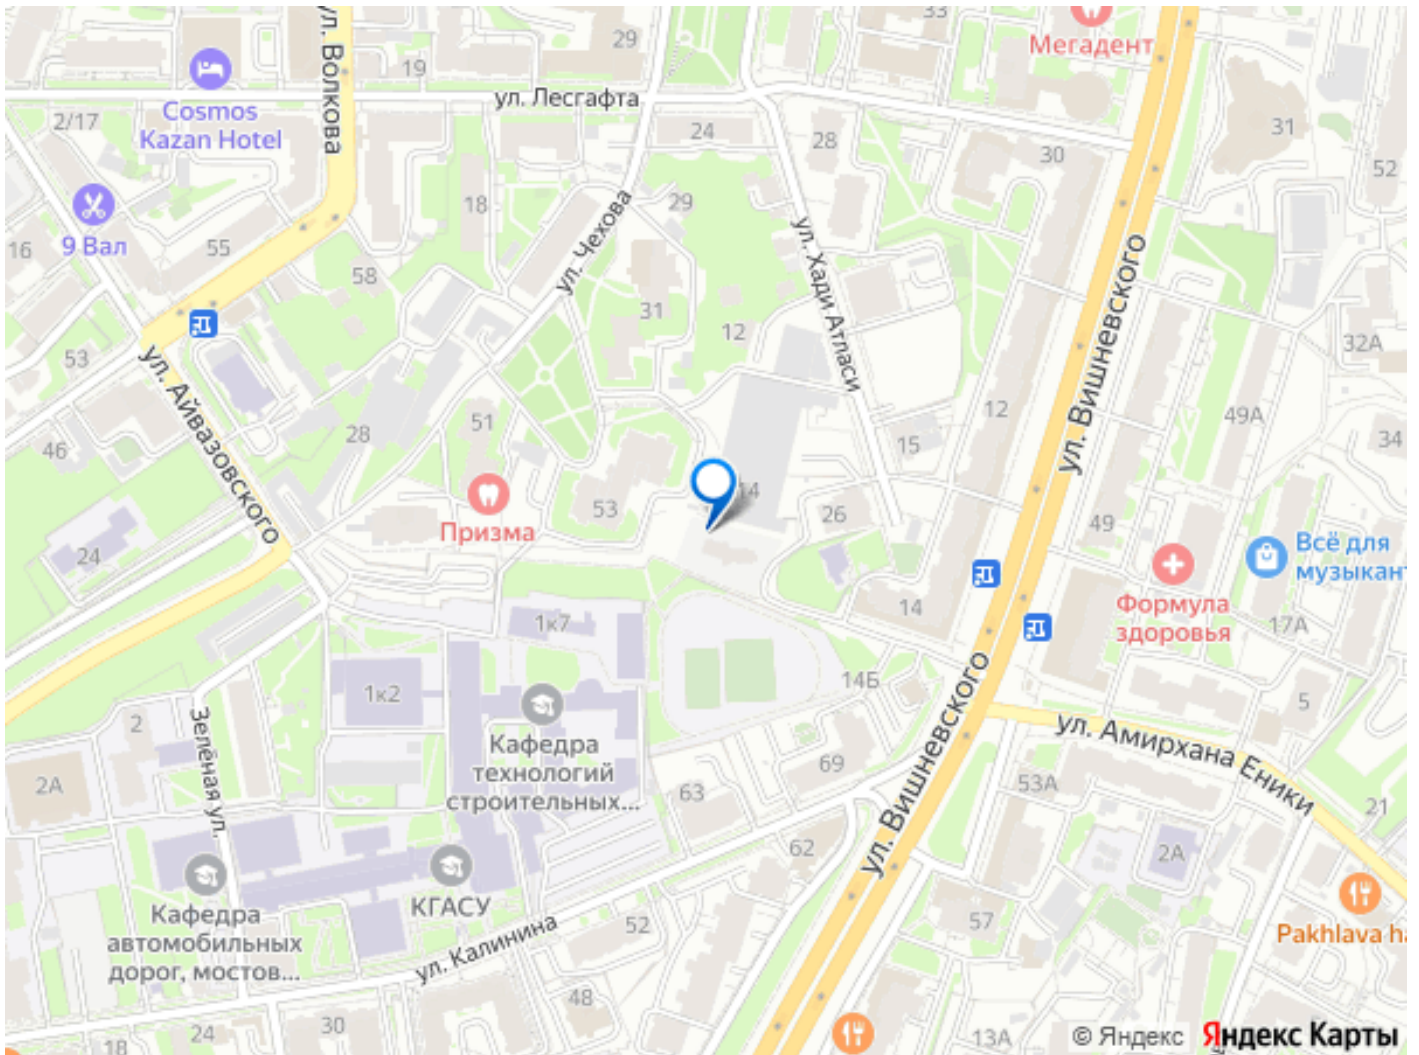 33
Мегадент
ул. Волкова
29
19
ул. Лесгафта
Cosmos
Kazan Hotel
2/17
24
28
30
31
52
18
29
ул. Чехова
9 Вал
16
55
58
31
12
ул. Хади Атласи
ул. Вишневского
32А
53
ул. Айвазовского
46
28
51
12
15
49А
34
Призма
53
14
26
49
24
Всё для
музыкант
Формула
здоровья
17А
1к7
14
14Б
5
1к2
2
Зелёная ул.
Кафедра
технологий
строительных...
ул. Вишневского
ул. Амирхана Еники
2А
63
69
53А
21
62
2А
Кафедра
автомобильных
дорог, мостов...
КГАСУ
ул. Калинина
52
57
Pakhlava ha
48
30
24
18
13А
© Яндекс
Яндекс Карты